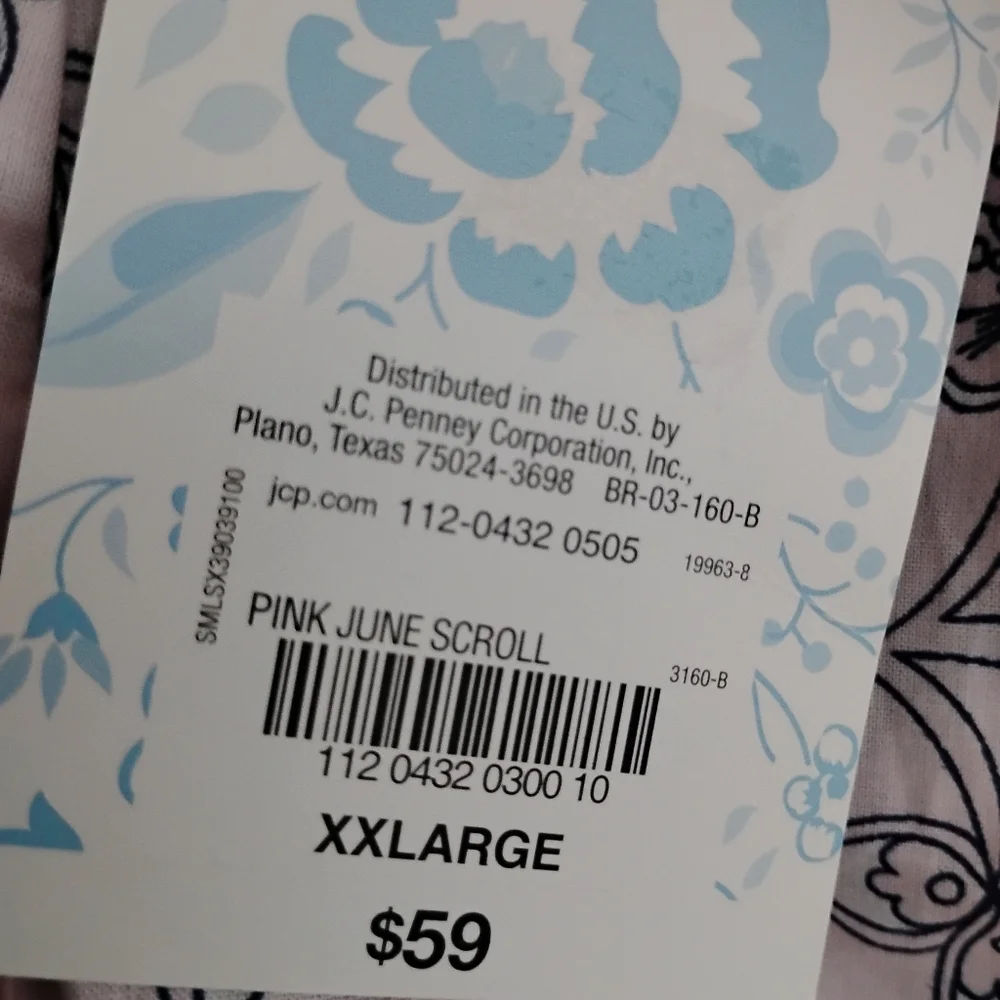 Distributed in the U.S. by
J.C. Penney Corporation, Inc.,
Plano, Texas 75024-3698 BR-03-160-B
jcp.com 112-0432 0505 19963-8
SMLSX39039100
PINK JUNE SCROLL
3160-B
112 0432 0300 10
XXLARGE
$59